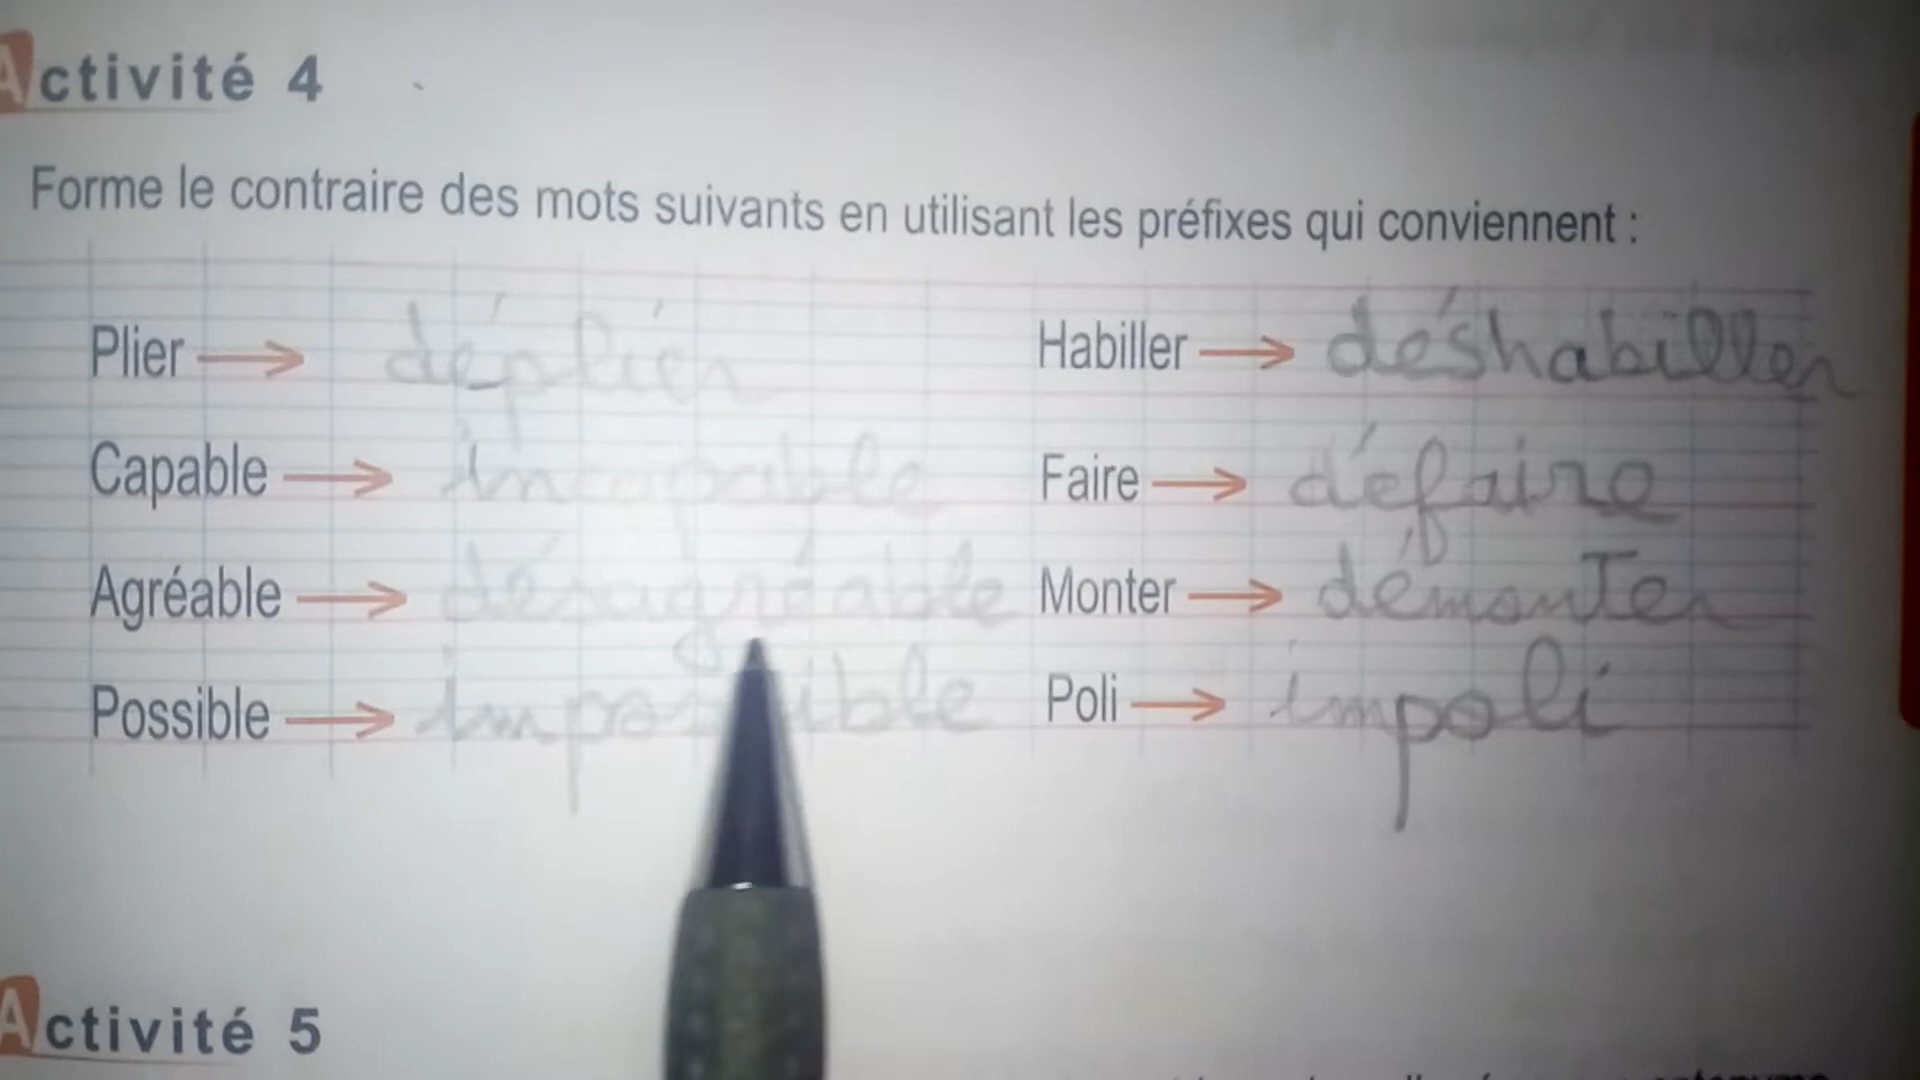 Activité 4
Forme le contraire des mots suivants en utilisant les préfixes qui conviennent :
Plier → déplier Habiller → déshabiller
Capable → incapable Faire → défaire
Agréable → désagréable Monter → démonter
Possible → impossible Poli → impoli
Activité 5